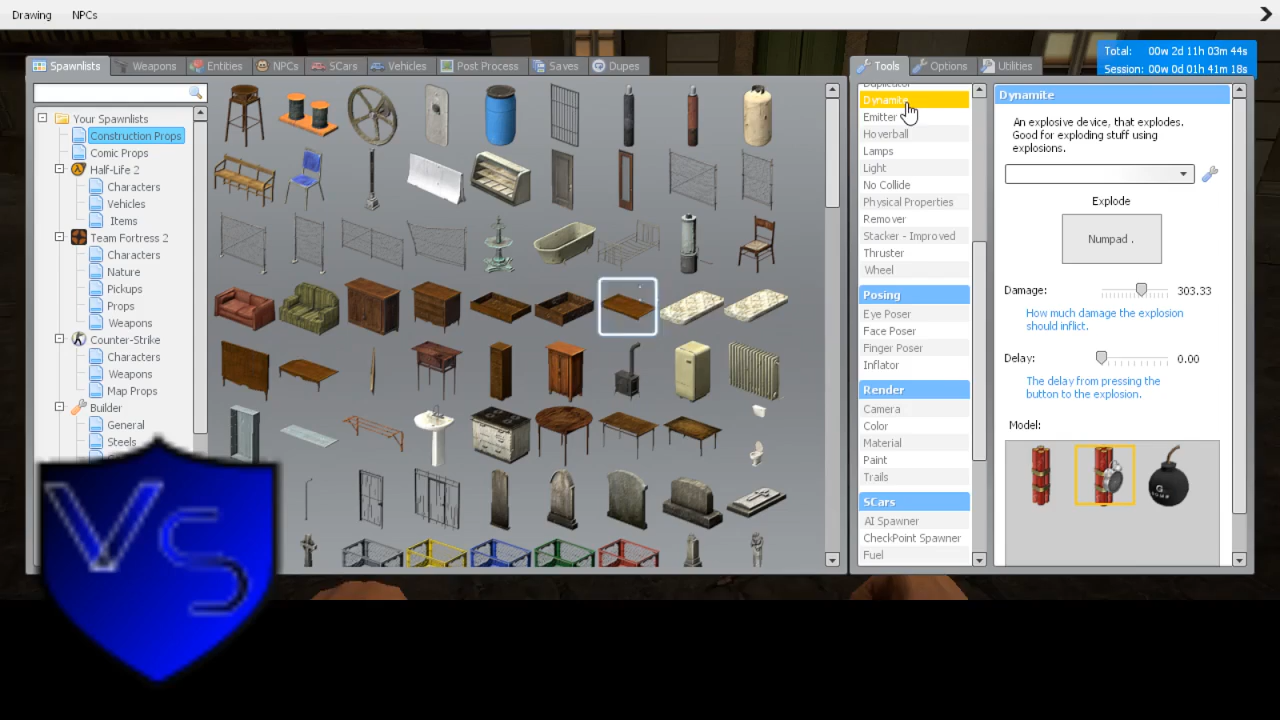 Drawing NPCs
Total: 00w 2d 11h 03m 44s
Session: 00w 0d 01h 41m 18s
Spawnlists Weapons Entities NPCs SCars Vehicles Post Process Saves Dupes
Tools Options Utilities
Your Spawnlists
Construction Props
Comic Props
Half-Life 2
Characters
Vehicles
Items
Team Fortress 2
Characters
Nature
Pickups
Props
Weapons
Counter-Strike
Characters
Weapons
Map Props
Builder
General
Steels
VS
Duplicator
Dynamite
Emitter
Hoverball
Lamps
Light
No Collide
Physical Properties
Remover
Stacker - Improved
Thruster
Wheel
Posing
Eye Poser
Face Poser
Finger Poser
Inflator
Render
Camera
Color
Material
Paint
Trails
SCars
AI Spawner
CheckPoint Spawner
Fuel
Dynamite
An explosive device, that explodes.
Good for exploding stuff using
explosions.
Explode
Numpad .
Damage: 303.33
How much damage the explosion
should inflict.
Delay: 0.00
The delay from pressing the
button to the explosion.
Model: